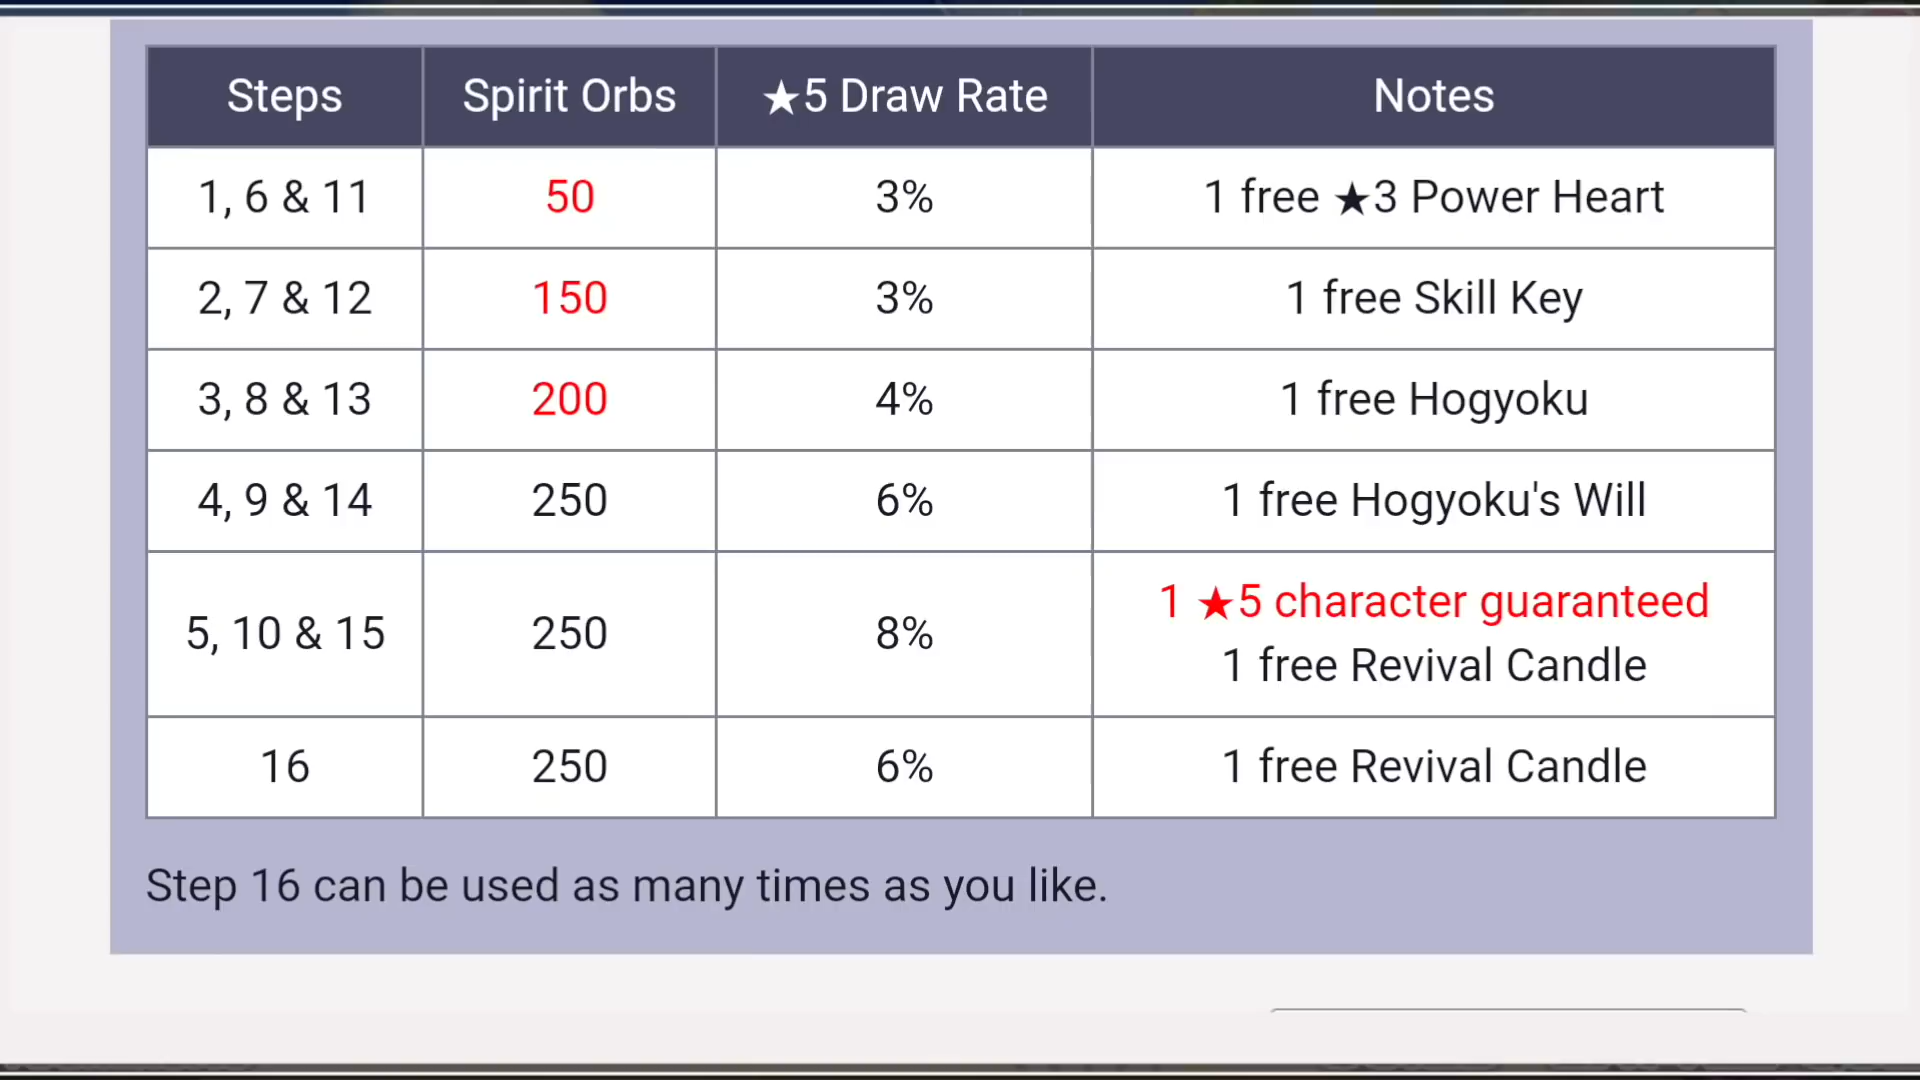 Steps Spirit Orbs ★5 Draw Rate Notes
1, 6 & 11 50 3% 1 free ★3 Power Heart
2, 7 & 12 150 3% 1 free Skill Key
3, 8 & 13 200 4% 1 free Hogyoku
4, 9 & 14 250 6% 1 free Hogyoku's Will
5, 10 & 15 250 8% 1 ★5 character guaranteed
1 free Revival Candle
16 250 6% 1 free Revival Candle
Step 16 can be used as many times as you like.